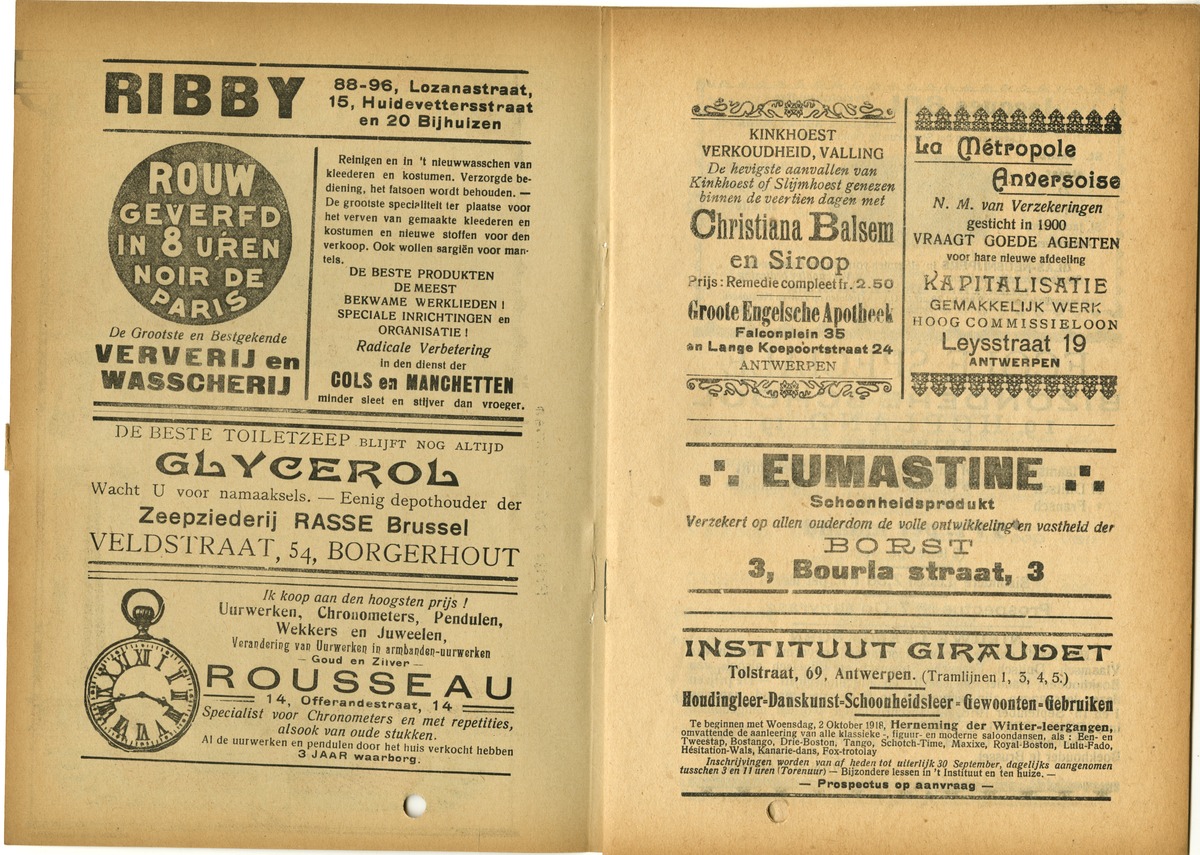 RIBBY
88-96, Lozanastraat,
15, Huidevettersstraat
en 20 Bijhuizen
ROUW
GEVERFD
IN 8 UREN
NOIR DE
PARIS
De Grootste en Bestgekende
VERVERIJ en
WASSCHERIJ
Reinigen en in 't nieuwwasschen van
kleederen en kostumen. Verzorgde be-
diening, het fatsoen wordt behouden. —
De grootste specialiteit ter plaatse voor
het verven van gemaakte kleederen en
kostumen en nieuwe stoffen voor den
verkoop. Ook wollen sargiën voor man-
tels.
DE BESTE PRODUKTEN
DE MEEST
BEKWAME WERKLIEDEN !
SPECIALE INRICHTINGEN en
ORGANISATIE !
Radicale Verbetering
in den dienst der
COLS en MANCHETTEN
minder sleet en stijver dan vroeger.
DE BESTE TOILETZEEP BLIJFT NOG ALTIJD
GLYCEROL
Wacht U voor namaaksels. — Eenig depothouder der
Zeepziederij RASSE Brussel
VELDSTRAAT, 54, BORGERHOUT
Ik koop aan den hoogsten prijs !
Uurwerken, Chronometers, Pendulen,
Wekkers en Juweelen,
Verandering van Uurwerken in armbanden-uurwerken
— Goud en Zilver —
ROUSSEAU
14, Offerandestraat, 14
Specialist voor Chronometers en met repetities,
alsook van oude stukken.
Al de uurwerken en pendulen door het huis verkocht hebben
3 JAAR waarborg.
KINKHOEST
VERKOUDHEID, VALLING
De hevigste aanvallen van
Kinkhoest of Slijmhoest genezen
binnen de veertien dagen met
Christiana Balsem
en Siroop
Prijs : Remedie compleet fr. 2.50
Groote Engelsche Apotheek
Falconplein 35
en Lange Koepoortstraat 24
ANTWERPEN
La Métropole
Anversoise
N. M. van Verzekeringen
gesticht in 1900
VRAAGT GOEDE AGENTEN
voor hare nieuwe afdeeling
KAPITALISATIE
GEMAKKELIJK WERK
HOOG COMMISSIELOON
Leysstraat 19
ANTWERPEN
EUMASTINE
Schoonheidsprodukt
Verzekert op allen ouderdom de volle ontwikkeling en vastheid der
BORST
3, Bourla straat, 3
INSTITUUT GIRAUDET
Tolstraat, 69, Antwerpen. (Tramlijnen 1, 3, 4, 5.)
Houdingleer-Danskunst-Schoonheidsleer-Gewoonten-Gebruiken
Te beginnen met Woensdag, 2 Oktober 1918, Herneming der Winter-leergangen,
omvattende de aanleering van alle klassieke -, figuur- en moderne saloondansen, als : Een- en
Tweestap, Bostango, Drie-Boston, Tango, Schotch-Time, Maxixe, Royal-Boston, Lulu-Fado,
Hésitation-Wals, Kanarie-dans, Fox-trotolay
Inschrijvingen worden van af heden tot uiterlijk 30 September, dagelijks aangenomen
tusschen 3 en 11 uren (Torenuur) — Bijzondere lessen in 't Instituut en ten huize. —
— Prospectus op aanvraag —